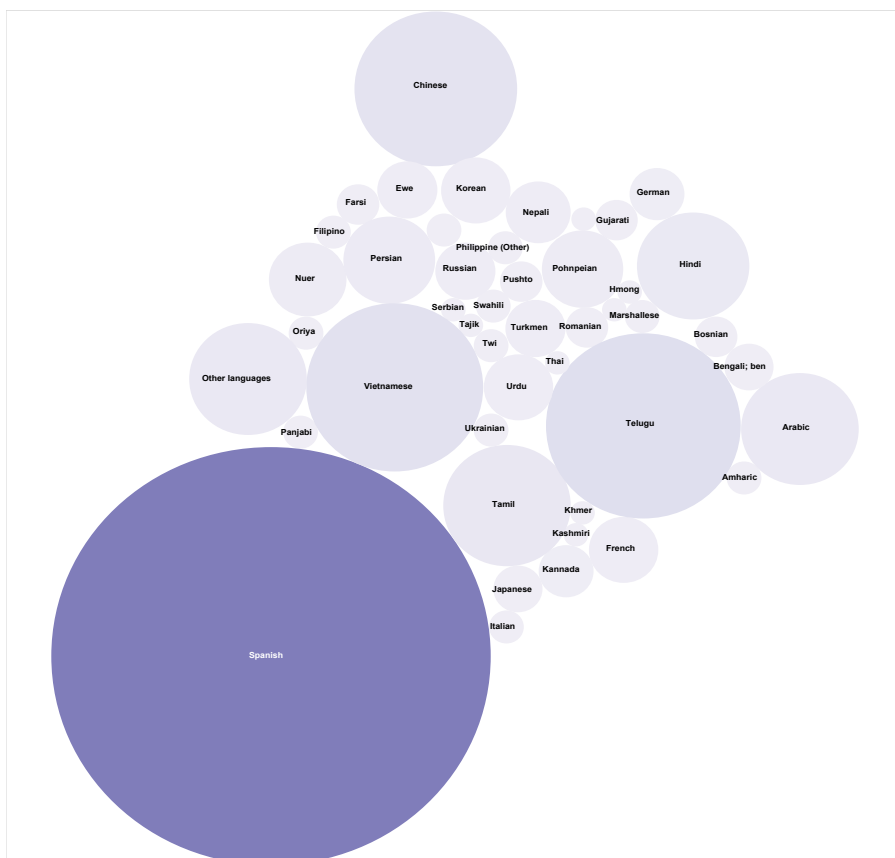 Chinese
Ewe
Korean
German
Farsi
Nepali
Gujarati
Filipino
Philippine (Other)
Persian
Russian
Pohnpeian
Hindi
Nuer
Pushto
Hmong
Serbian
Swahili
Marshallese
Tajik
Turkmen
Romanian
Oriya
Bosnian
Twi
Thai
Bengali; ben
Other languages
Vietnamese
Urdu
Panjabi
Ukrainian
Telugu
Arabic
Amharic
Tamil
Khmer
Kashmiri
French
Kannada
Japanese
Italian
Spanish